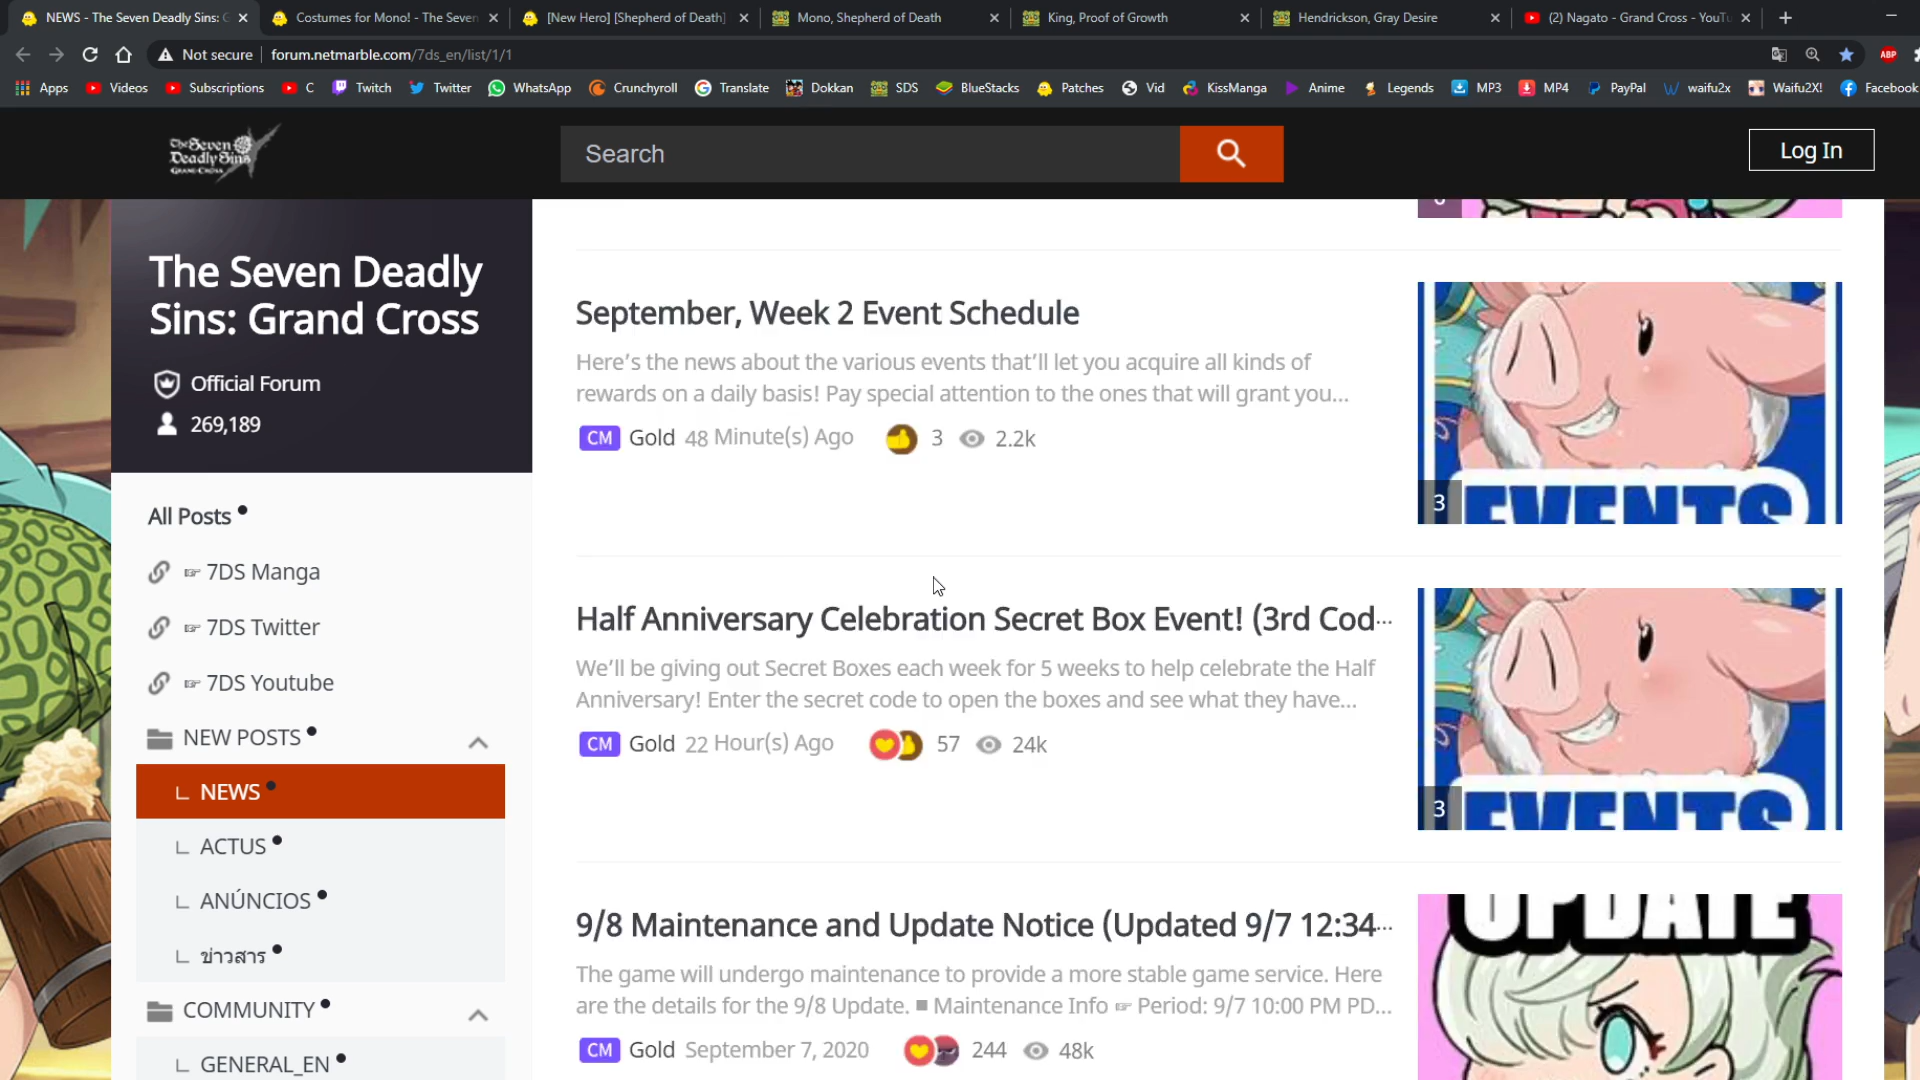 NEWS - The Seven Deadly Sins: G
Costumes for Mono! - The Seven
[New Hero] [Shepherd of Death]
Mono, Shepherd of Death
King, Proof of Growth
Hendrickson, Gray Desire
(2) Nagato - Grand Cross - YouTu
Not secure
forum.netmarble.com/7ds_en/list/1/1
ABP
Apps
Videos
Subscriptions
C
Twitch
Twitter
WhatsApp
Crunchyroll
Translate
Dokkan
SDS
BlueStacks
Patches
Vid
KissManga
Anime
Legends
MP3
MP4
PayPal
waifu2x
Waifu2X!
Facebook
The Seven
Deadly Sins
Grand Cross
Search
Log In
The Seven Deadly
Sins: Grand Cross
Official Forum
269,189
All Posts
☞ 7DS Manga
☞ 7DS Twitter
☞ 7DS Youtube
NEW POSTS
NEWS
ACTUS
ANÚNCIOS
ข่าวสาร
COMMUNITY
GENERAL_EN
September, Week 2 Event Schedule
Here's the news about the various events that'll let you acquire all kinds of
rewards on a daily basis! Pay special attention to the ones that will grant you...
CM Gold 48 Minute(s) Ago 3 2.2k
3 EVENTS
Half Anniversary Celebration Secret Box Event! (3rd Cod...
We'll be giving out Secret Boxes each week for 5 weeks to help celebrate the Half
Anniversary! Enter the secret code to open the boxes and see what they have...
CM Gold 22 Hour(s) Ago 57 24k
3 EVENTS
9/8 Maintenance and Update Notice (Updated 9/7 12:34...
The game will undergo maintenance to provide a more stable game service. Here
are the details for the 9/8 Update. ■ Maintenance Info ☞ Period: 9/7 10:00 PM PD...
CM Gold September 7, 2020 244 48k
UPDATE